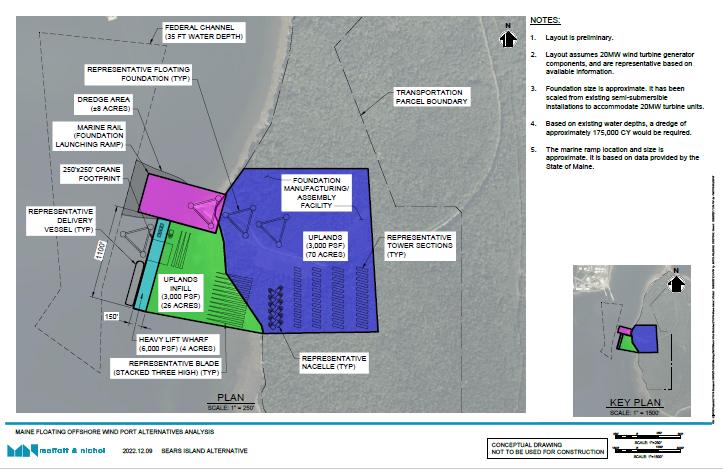 FEDERAL CHANNEL
(35 FT WATER DEPTH)
REPRESENTATIVE FLOATING
FOUNDATION (TYP)
DREDGE AREA
(±8 ACRES)
MARINE RAIL
(FOUNDATION
LAUNCHING RAMP)
250'x250' CRANE
FOOTPRINT
REPRESENTATIVE
DELIVERY
VESSEL (TYP)
1100'
150'
N
TRANSPORTATION
PARCEL BOUNDARY
FOUNDATION
MANUFACTURING/
ASSEMBLY
FACILITY
UPLANDS
(3,000 PSF)
(70 ACRES)
REPRESENTATIVE
TOWER SECTIONS
(TYP)
UPLANDS
INFILL
(3,000 PSF)
(26 ACRES)
HEAVY LIFT WHARF
(6,000 PSF) (4 ACRES)
REPRESENTATIVE BLADE
(STACKED THREE HIGH) (TYP)
REPRESENTATIVE
NACELLE (TYP)
PLAN
SCALE: 1" = 250'
NOTES:
1. Layout is preliminary.
2. Layout assumes 20MW wind turbine generator
components, and are representative based on
available information.
3. Foundation size is approximate. It has been
scaled from existing semi-submersible
installations to accommodate 20MW turbine units.
4. Based on existing water depths, a dredge of
approximately 175,000 CY would be required.
5. The marine ramp location and size is
approximate. It is based on data provided by the
State of Maine.
N
KEY PLAN
SCALE: 1" = 1500'
MAINE FLOATING OFFSHORE WIND PORT ALTERNATIVES ANALYSIS
moffatt & nichol
2022.12.09 SEARS ISLAND ALTERNATIVE
CONCEPTUAL DRAWING
NOT TO BE USED FOR CONSTRUCTION
SCALE: 1"=250'
SCALE: 1"=1500'